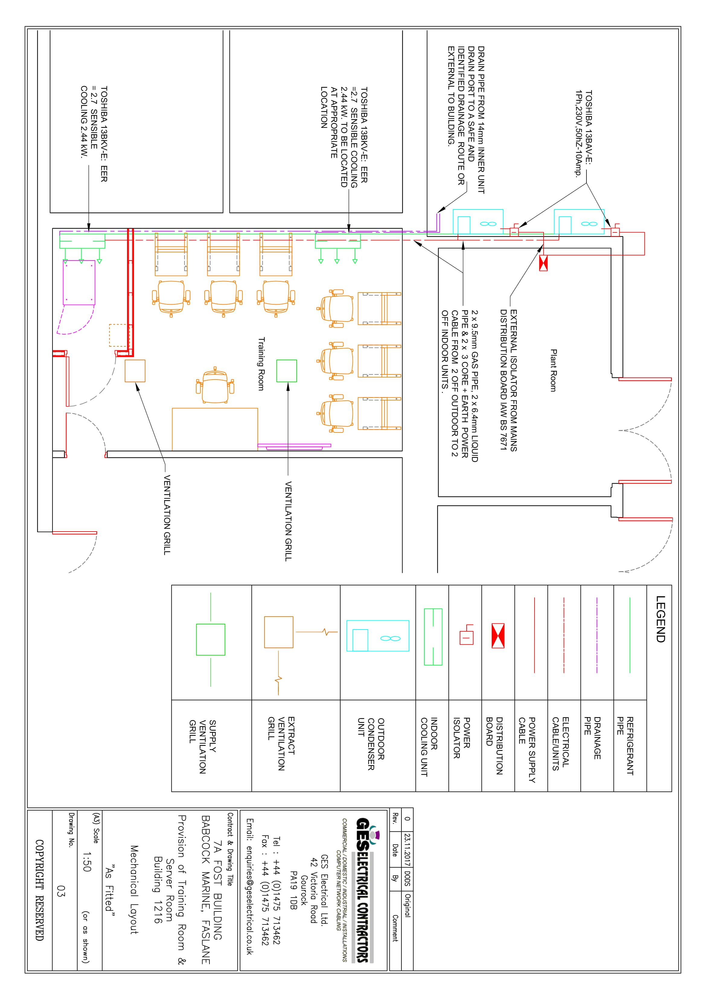 TOSHIBA 13BAV-E:
1Ph,230V,50hZ-10Amp.
DRAIN PIPE FROM 14mm INNER UNIT
DRAIN PORT TO A SAFE AND
IDENTIFIED DRAINAGE ROUTE OR
EXTERNAL TO BUILDING.
TOSHIBA 13BKV-E: EER
=2.7 SENSIBLE COOLING
2.44 kW. TO BE LOCATED
AT APPROPRIATE
LOCATION
TOSHIBA 13BKV-E: EER
= 2.7 SENSIBLE
COOLING 2.44 kW.
Plant Room
EXTERNAL ISOLATOR FROM MAINS
DISTRIBUTION BOARD IAW BS 7671
2 x 9.5mm GAS PIPE, 2 x 6.4mm LIQUID
PIPE & 2 x 3 CORE + EARTH POWER
CABLE FROM 2 OFF OUTDOOR TO 2
OFF INDOOR UNITS .
Training Room
VENTILATION GRILL
VENTILATION GRILL
LEGEND
REFRIGERANT
PIPE
DRAINAGE
PIPE
ELECTRICAL
CABLE/UNITS
POWER SUPPLY
CABLE
DISTRIBUTION
BOARD
POWER
ISOLATOR
INDOOR
COOLING UNIT
OUTDOOR
CONDENSER
UNIT
EXTRACT
VENTILATION
GRILL
SUPPLY
VENTILATION
GRILL
0 23.11.2017 DODS Original
Rev. Date By Comment
GES ELECTRICAL CONTRACTORS
COMMERCIAL / DOMESTIC / INDUSTRIAL / INSTALLATIONS
COMPUTER NETWORK CABLING
GES Electrical Ltd.
42 Victoria Road
Gourock
PA19 1DB
Tel : +44 (0)1475 713462
Fax : +44 (0)1475 713462
Email: enquiries@geselectrical.co.uk
Contract & Drawing Title
7A FOST BUILDING
BABCOCK MARINE, FASLANE
Provision of Training Room &
Server Room
Building 1216
Mechanical Layout
"As Fitted"
(A3) Scale
1:50 (or as shown)
Drawing No.
03
COPYRIGHT RESERVED